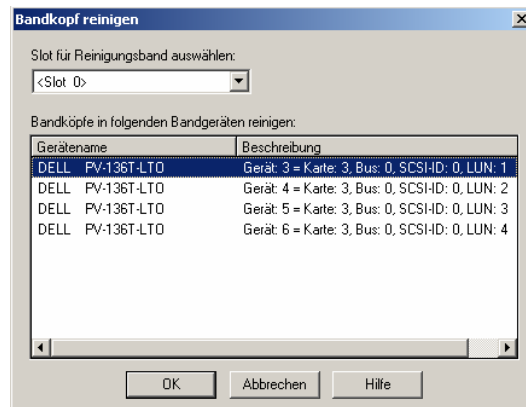 Bandkopf reinigen
Slot für Reinigungsband auswählen:
<Slot 0>
Bandköpfe in folgenden Bandgeräten reinigen:
Gerätename Beschreibung
DELL PV-136T-LTO Gerät: 3 = Karte: 3, Bus: 0, SCSI-ID: 0, LUN: 1
DELL PV-136T-LTO Gerät: 4 = Karte: 3, Bus: 0, SCSI-ID: 0, LUN: 2
DELL PV-136T-LTO Gerät: 5 = Karte: 3, Bus: 0, SCSI-ID: 0, LUN: 3
DELL PV-136T-LTO Gerät: 6 = Karte: 3, Bus: 0, SCSI-ID: 0, LUN: 4
OK Abbrechen Hilfe